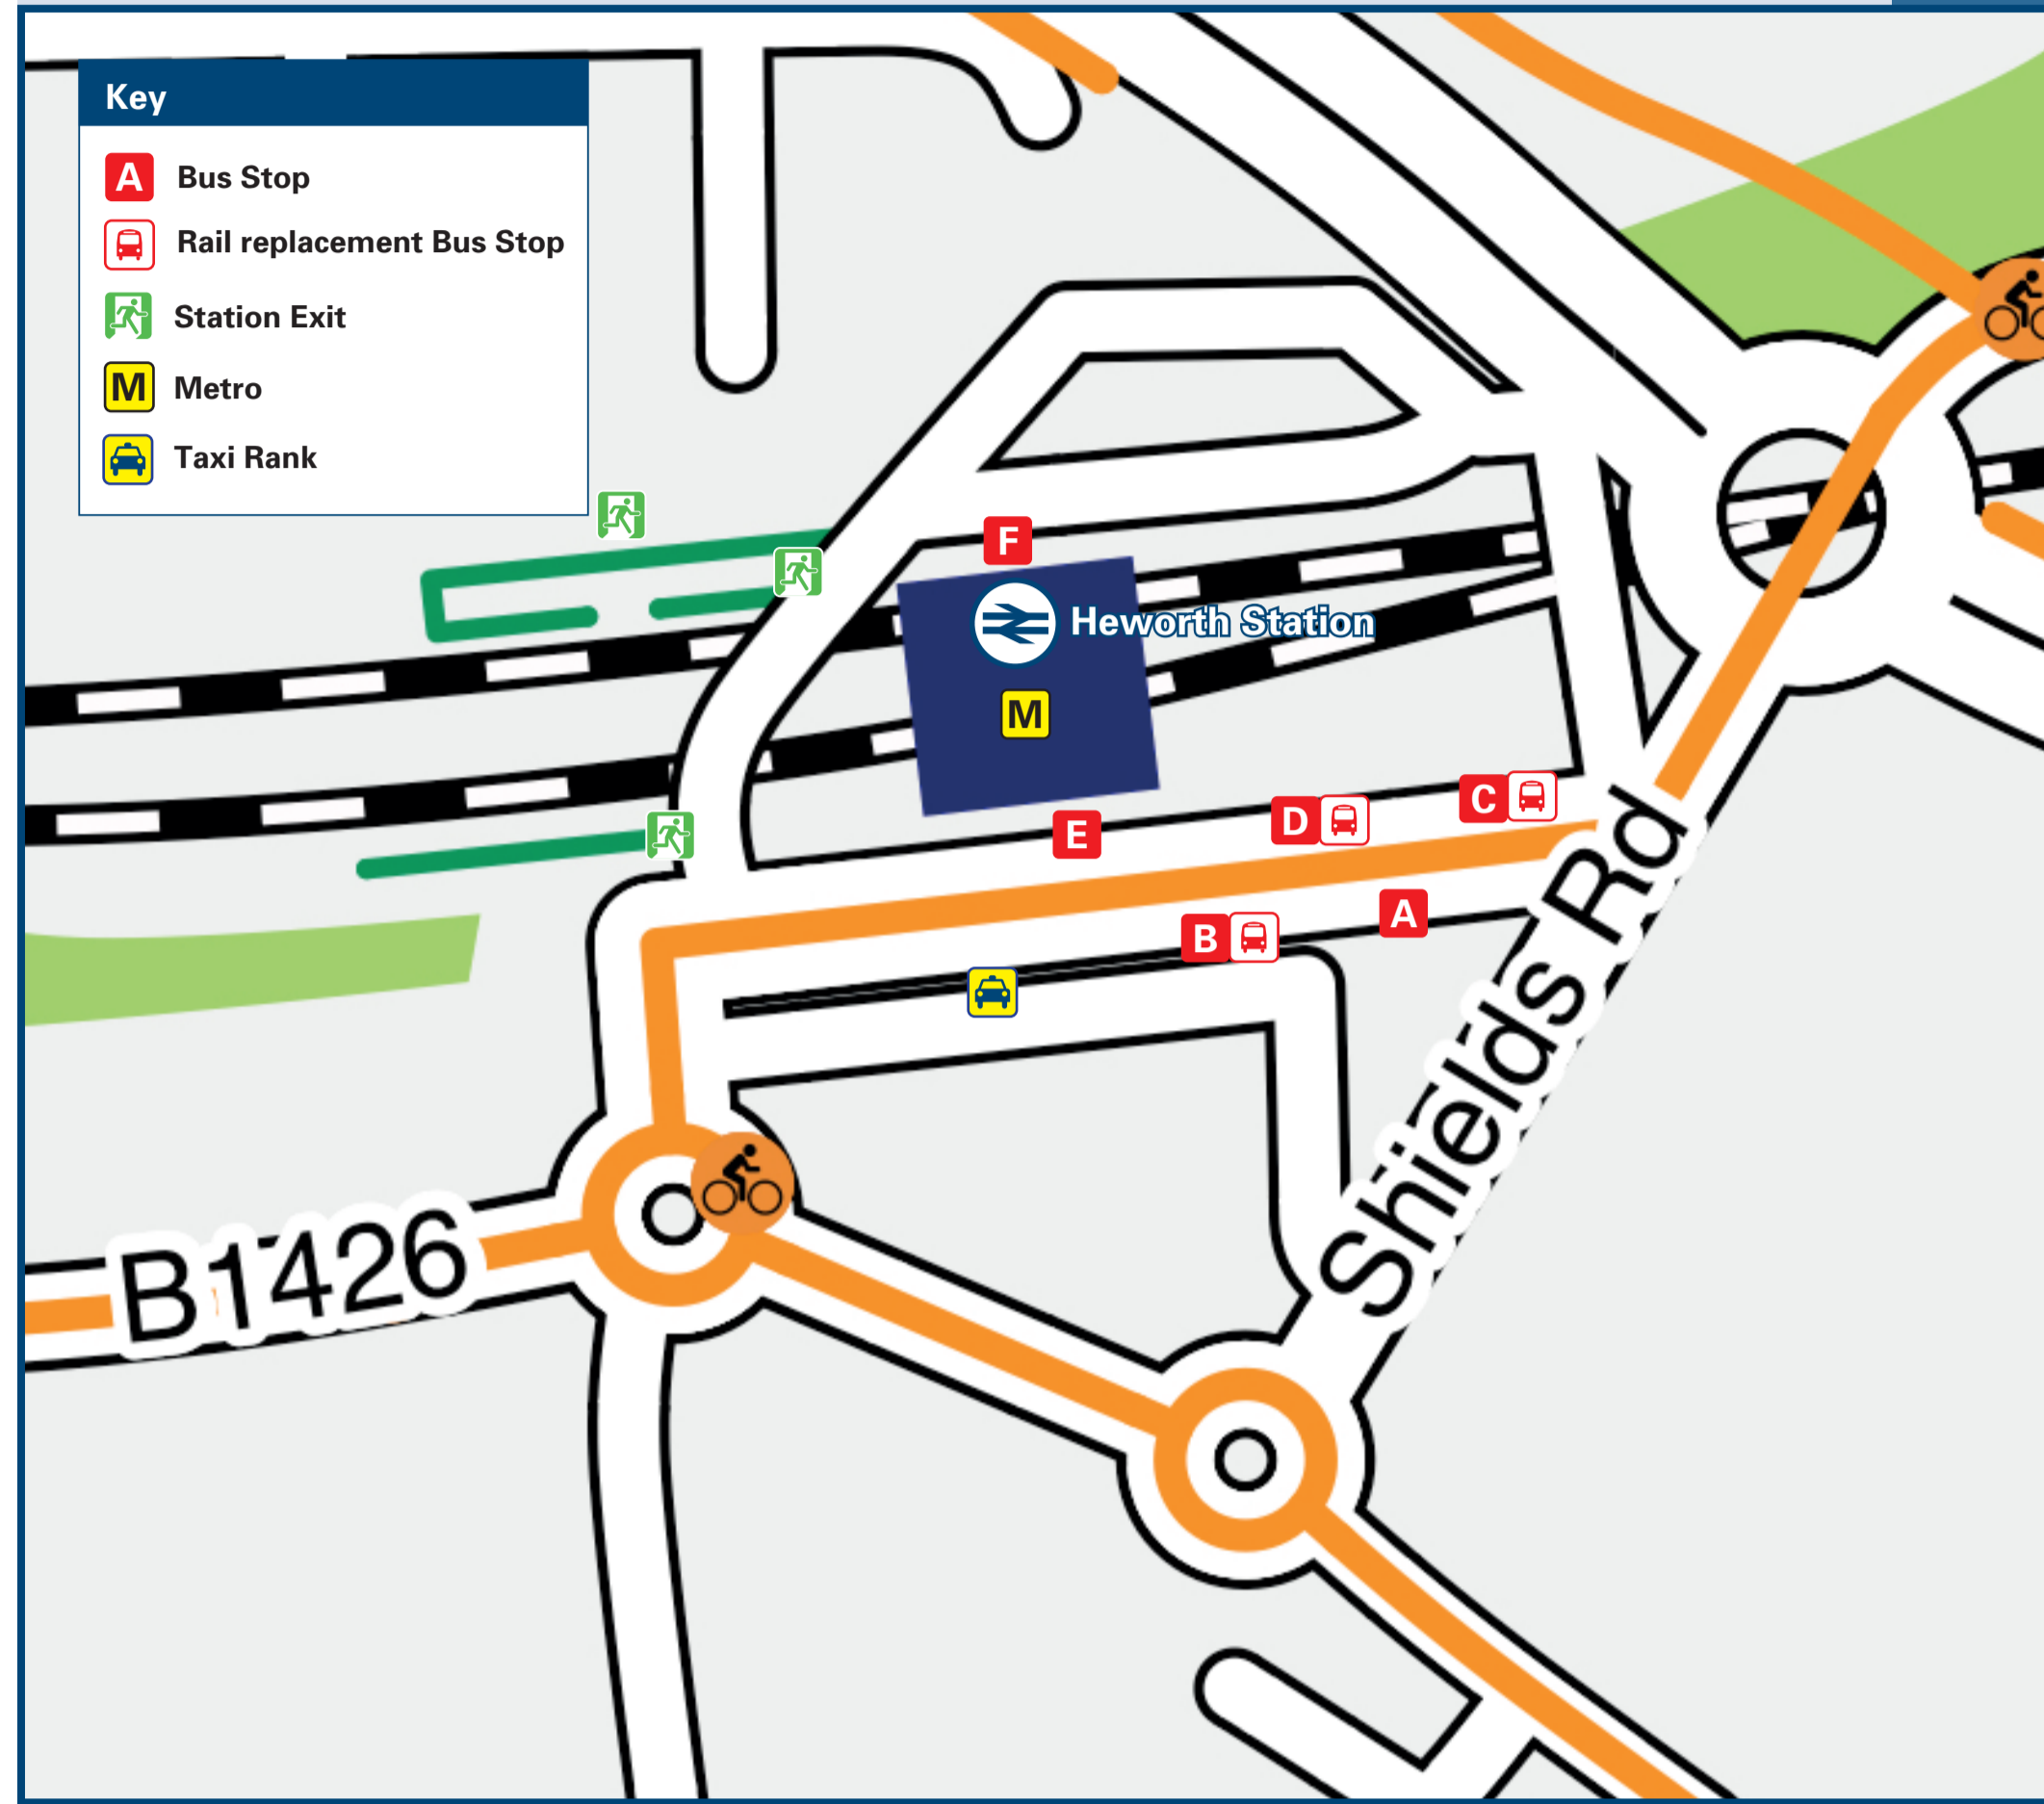 Key
A Bus Stop
Rail replacement Bus Stop
Station Exit
M Metro
Taxi Rank
F
Heworth Station
M
C
D
E
A
B
Shields Rd
B1426